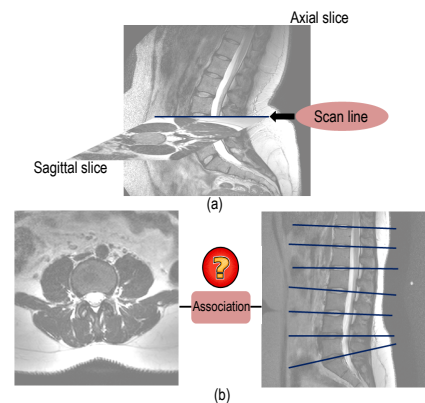 Axial slice
Scan line
Sagittal slice
(a)
?
Association
(b)